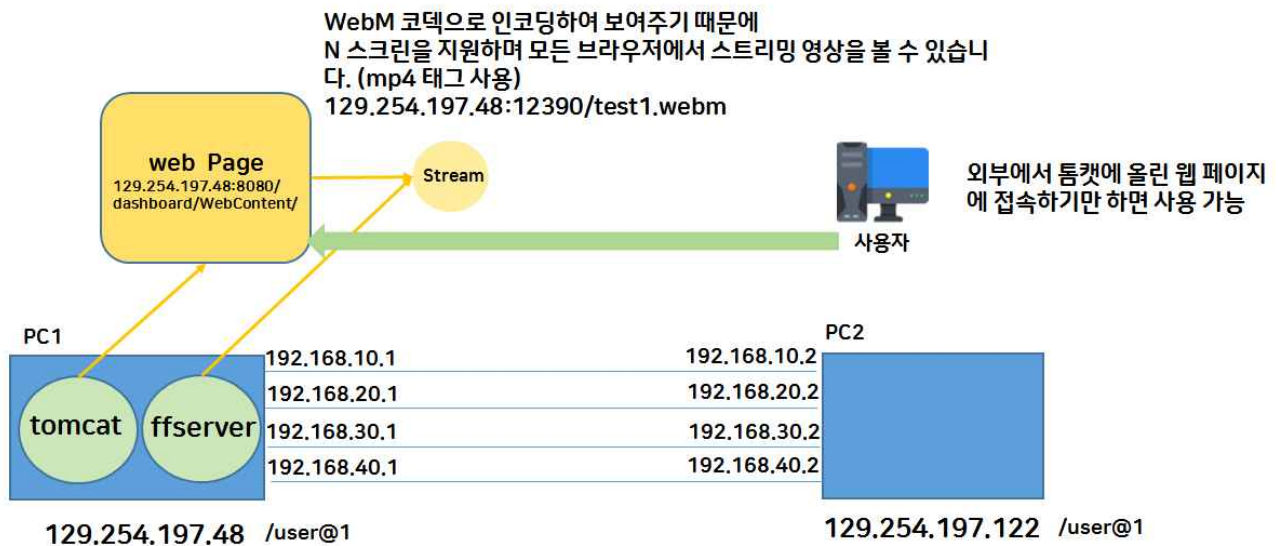 WebM 코덱으로 인코딩하여 보여주기 때문에
N 스크린을 지원하며 모든 브라우저에서 스트리밍 영상을 볼 수 있습니
다. (mp4 태그 사용)
129.254.197.48:12390/test1.webm
web Page
129.254.197.48:8080/
dashboard/WebContent/
Stream
외부에서 톰캣에 올린 웹 페이지
에 접속하기만 하면 사용 가능
사용자
PC1
PC2
192.168.10.1
192.168.10.2
192.168.20.1
192.168.20.2
tomcat
ffserver
192.168.30.1
192.168.30.2
192.168.40.1
192.168.40.2
129.254.197.48 /user@1
129.254.197.122 /user@1